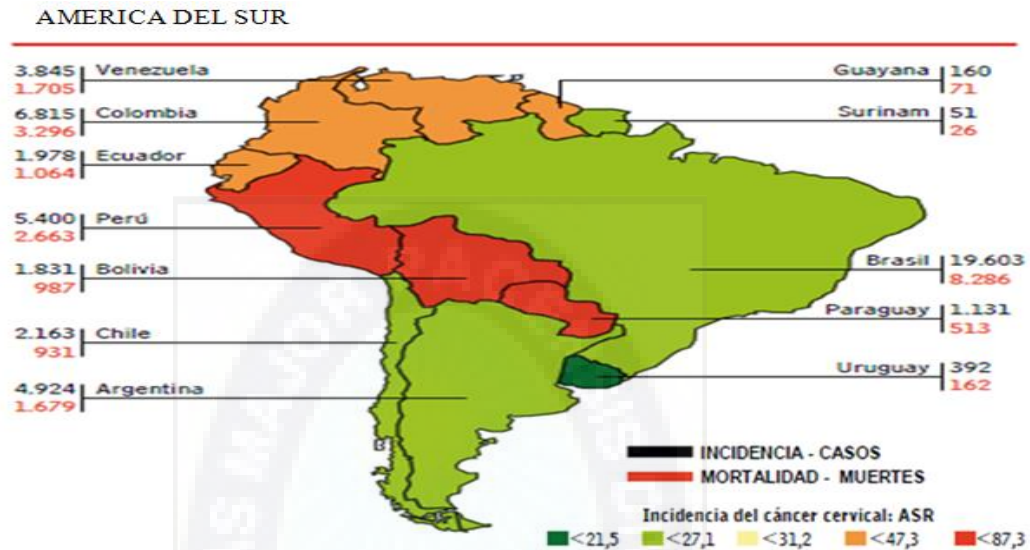 AMERICA DEL SUR
3.845 Venezuela
1.705
6.815 Colombia
3.296
1.978 Ecuador
1.064
5.400 Perú
2.663
1.831 Bolivia
987
2.163 Chile
931
4.924 Argentina
1.679
Guayana 160
71
Surinam 51
26
Brasil 19.603
8.286
Paraguay 1.131
513
Uruguay 392
162
INCIDENCIA - CASOS
MORTALIDAD - MUERTES
Incidencia del cáncer cervical: ASR
<21,5 <27,1 <31,2 <47,3 <87,3